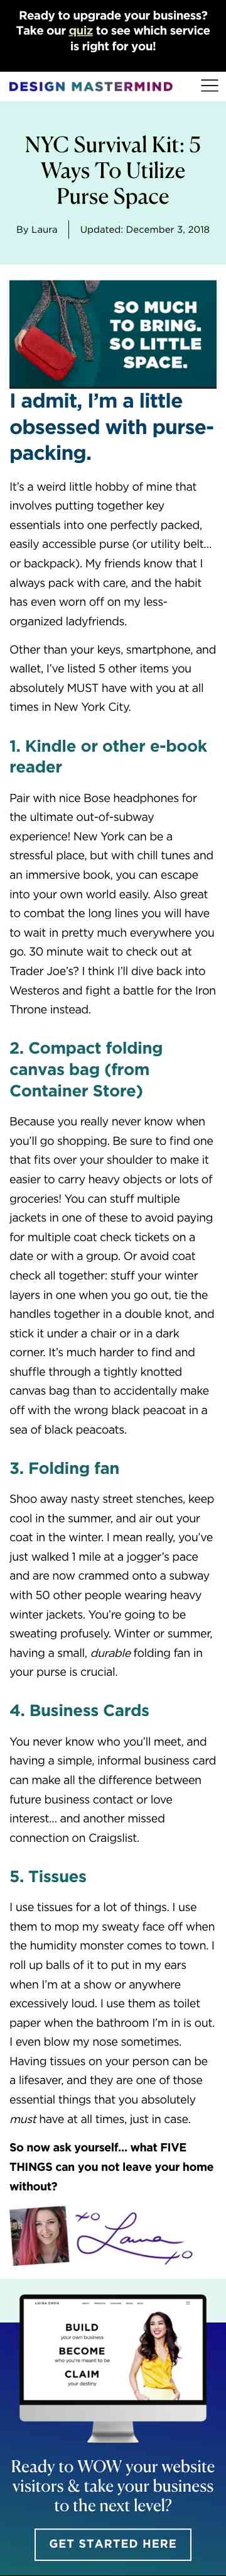 Ready to upgrade your business?
Take our quiz to see which service
is right for you!
DESIGN MASTERMIND
NYC Survival Kit: 5
Ways To Utilize
Purse Space
By Laura
Updated: December 3, 2018
SO MUCH
TO BRING.
SO LITTLE
SPACE.
I admit, I’m a little
obsessed with purse-
packing.
It’s a weird little hobby of mine that
involves putting together key
essentials into one perfectly packed,
easily accessible purse (or utility belt…
or backpack). My friends know that I
always pack with care, and the habit
has even worn off on my less-
organized ladyfriends.
Other than your keys, smartphone, and
wallet, I’ve listed 5 other items you
absolutely MUST have with you at all
times in New York City.
1. Kindle or other e-book
reader
Pair with nice Bose headphones for
the ultimate out-of-subway
experience! New York can be a
stressful place, but with chill tunes and
an immersive book, you can escape
into your own world easily. Also great
to combat the long lines you will have
to wait in pretty much everywhere you
go. 30 minute wait to check out at
Trader Joe’s? I think I’ll dive back into
Westeros and fight a battle for the Iron
Throne instead.
2. Compact folding
canvas bag (from
Container Store)
Because you really never know when
you’ll go shopping. Be sure to find one
that fits over your shoulder to make it
easier to carry heavy objects or lots of
groceries! You can stuff multiple
jackets in one of these to avoid paying
for multiple coat check tickets on a
date or with a group. Or avoid coat
check all together: stuff your winter
layers in one when you go out, tie the
handles together in a double knot, and
stick it under a chair or in a dark
corner. It’s much harder to find and
shuffle through a tightly knotted
canvas bag than to accidentally make
off with the wrong black peacoat in a
sea of black peacoats.
3. Folding fan
Shoo away nasty street stenches, keep
cool in the summer, and air out your
coat in the winter. I mean really, you’ve
just walked 1 mile at a jogger’s pace
and are now crammed onto a subway
with 50 other people wearing heavy
winter jackets. You’re going to be
sweating profusely. Winter or summer,
having a small, durable folding fan in
your purse is crucial.
4. Business Cards
You never know who you’ll meet, and
having a simple, informal business card
can make all the difference between
future business contact or love
interest… and another missed
connection on Craigslist.
5. Tissues
I use tissues for a lot of things. I use
them to mop my sweaty face off when
the humidity monster comes to town. I
roll up balls of it to put in my ears
when I’m at a show or anywhere
excessively loud. I use them as toilet
paper when the bathroom I’m in is out.
I even blow my nose sometimes.
Having tissues on your person can be
a lifesaver, and they are one of those
essential things that you absolutely
must have at all times, just in case.
So now ask yourself… what FIVE
THINGS can you not leave your home
without?
xo Laura xo
BUILD
your own business
BECOME
who you're meant to be
CLAIM
your destiny
Ready to WOW your website
visitors & take your business
to the next level?
GET STARTED HERE